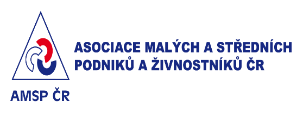 ASOCIACE MALÝCH A STŘEDNÍCH
PODNIKŮ A ŽIVNOSTNÍKŮ ČR
AMSP ČR